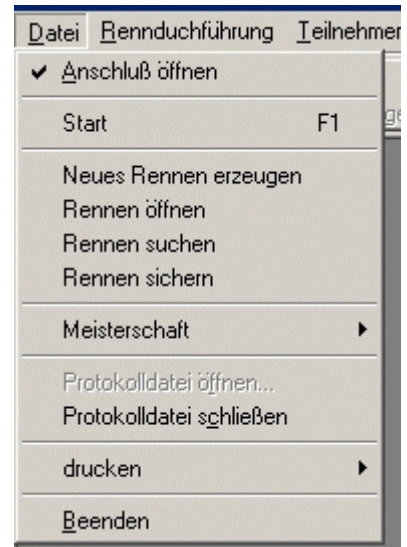 Datei Rennduchführung Teilnehmer
✔ Anschluß öffnen
Start F1
Neues Rennen erzeugen
Rennen öffnen
Rennen suchen
Rennen sichern
Meisterschaft
Protokolldatei öffnen...
Protokolldatei schließen
drucken
Beenden